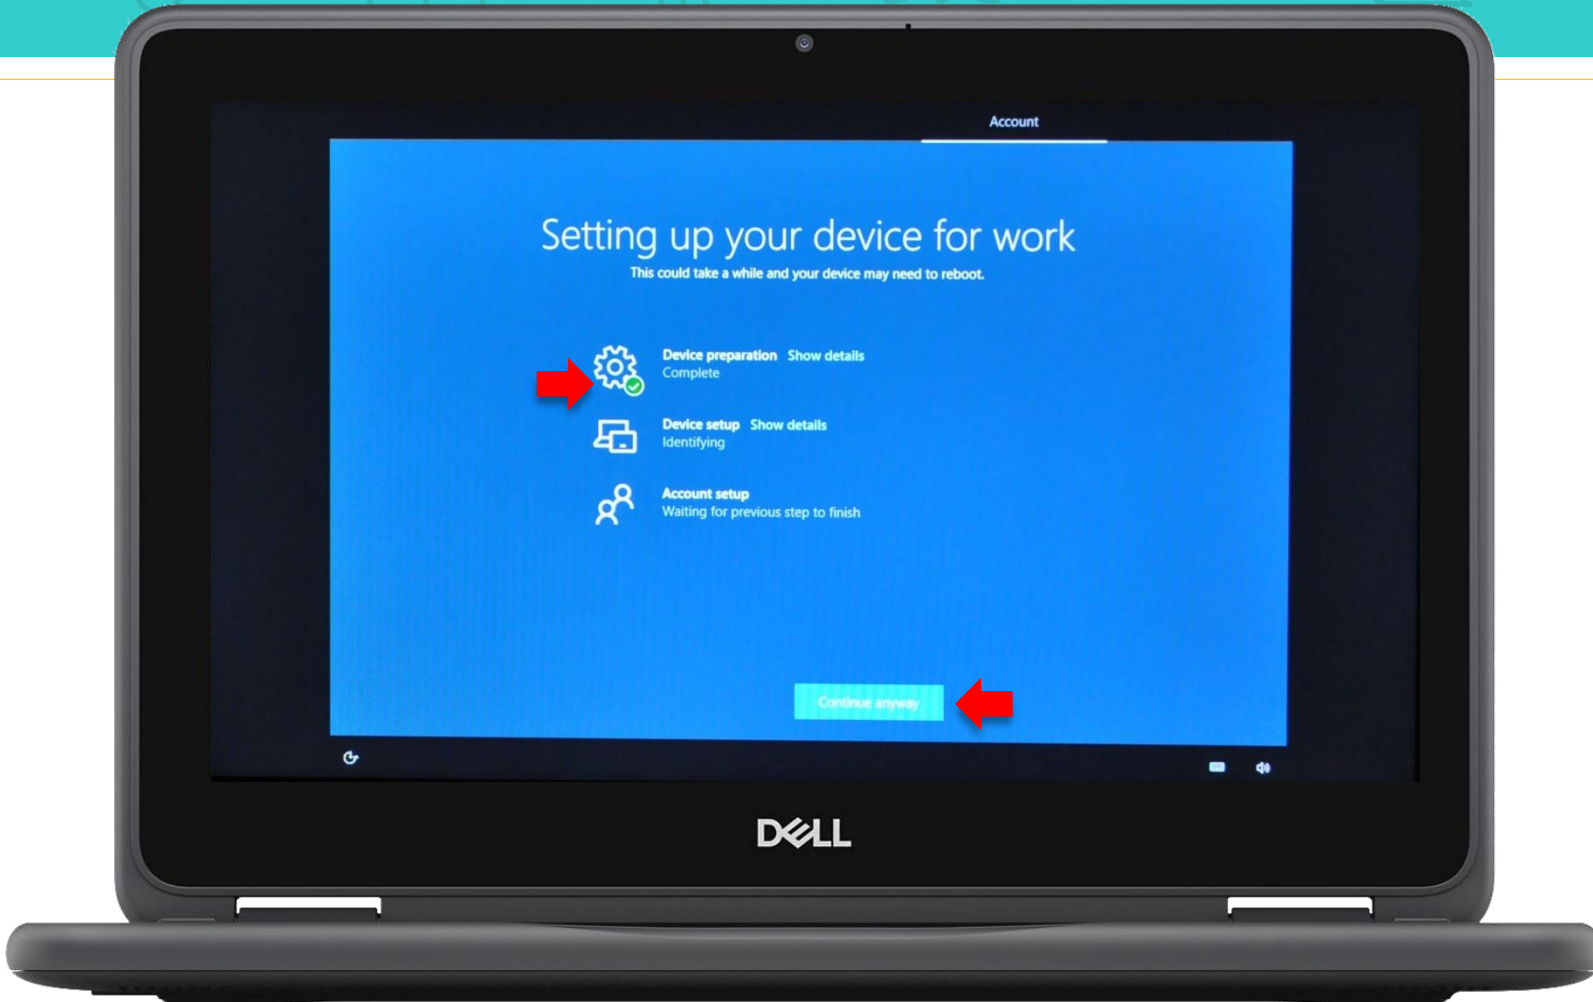 Account
Setting up your device for work
This could take a while and your device may need to reboot.
Device preparation Show details
Complete
Device setup Show details
Identifying
Account setup
Waiting for previous step to finish
Continue anyway
DELL